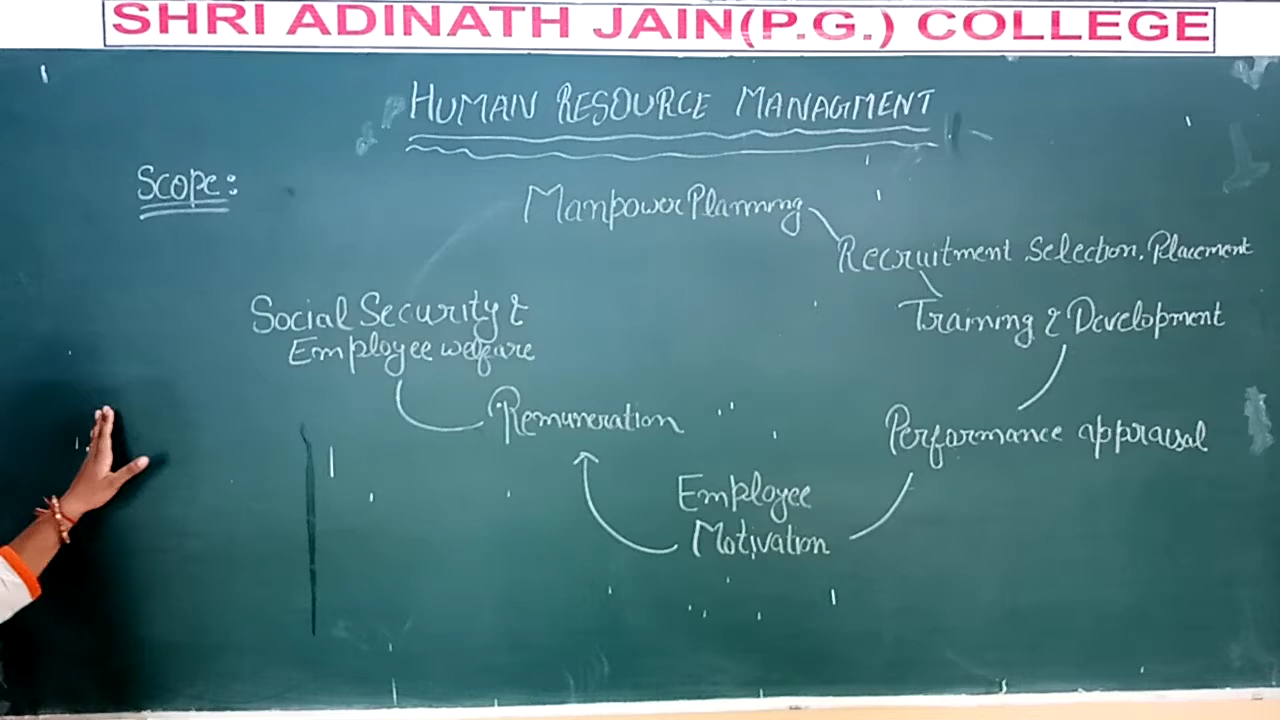 SHRI ADINATH JAIN(P.G.) COLLEGE
HUMAN RESOURCE MANAGMENT
Scope:
Manpower Planning
Recruitment Selection, Placement
Training & Development
Performance appraisal
Employee
Motivation
Remuneration
Social Security &
Employee welfare